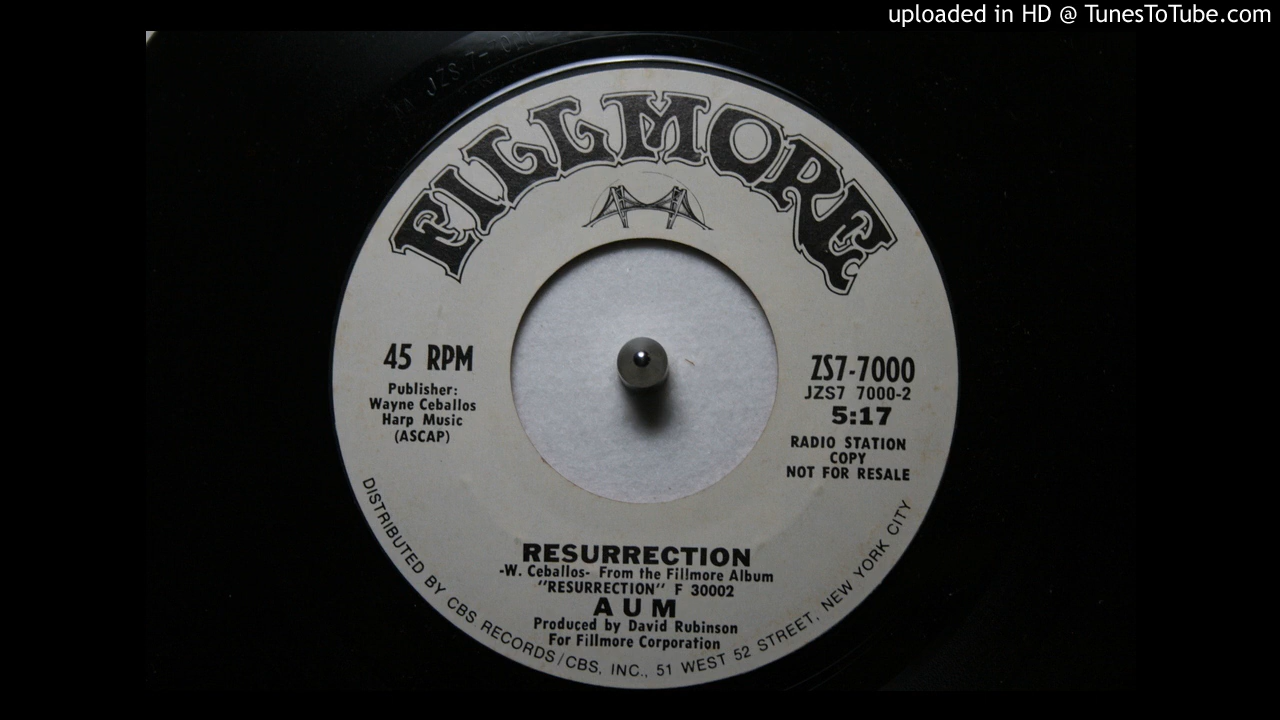 uploaded in HD @ TunesToTube.com
JZS 7-
FILLMORE
45 RPM
Publisher:
Wayne Ceballos
Harp Music
(ASCAP)
ZS7-7000
JZS7 7000-2
5:17
RADIO STATION
COPY
NOT FOR RESALE
RESURRECTION
-W. Ceballos- From the Fillmore Album
"RESURRECTION" F 30002
AUM
Produced by David Rubinson
For Fillmore Corporation
DISTRIBUTED BY CBS RECORDS/CBS, INC., 51 WEST 52 STREET, NEW YORK CITY